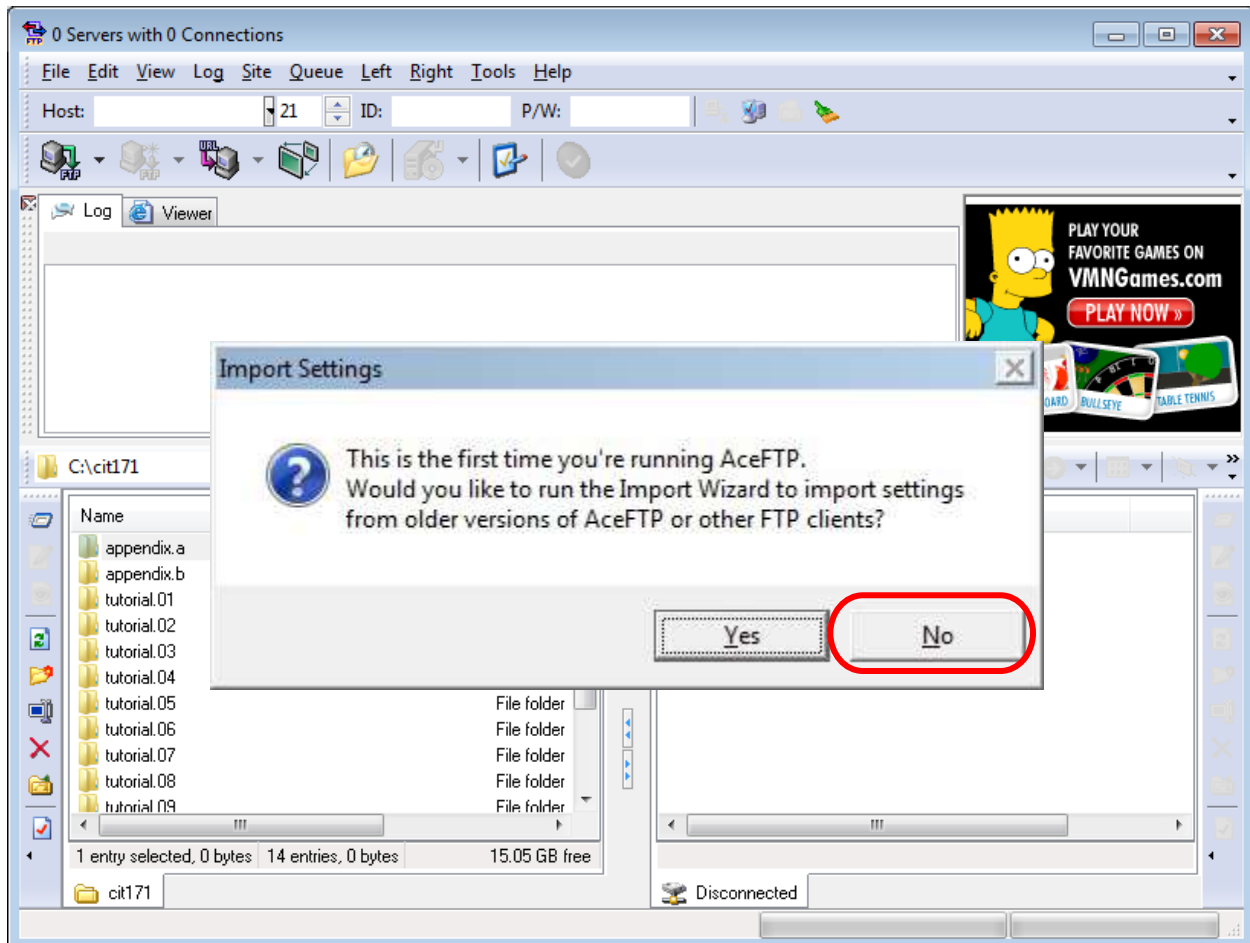 0 Servers with 0 Connections
File Edit View Log Site Queue Left Right Tools Help
Host: 21 ID: P/W:
FTP FTP URL
Log Viewer
PLAY YOUR
FAVORITE GAMES ON
VMNGames.com
PLAY NOW »
BULLSEYE TABLE TENNIS
Import Settings
This is the first time you're running AceFTP.
Would you like to run the Import Wizard to import settings
from older versions of AceFTP or other FTP clients?
Yes No
C:\cit171
Name
appendix.a
appendix.b
tutorial.01
tutorial.02
tutorial.03
tutorial.04
tutorial.05 File folder
tutorial.06 File folder
tutorial.07 File folder
tutorial.08 File folder
tutorial.09 File folder
1 entry selected, 0 bytes 14 entries, 0 bytes 15.05 GB free
cit171 Disconnected